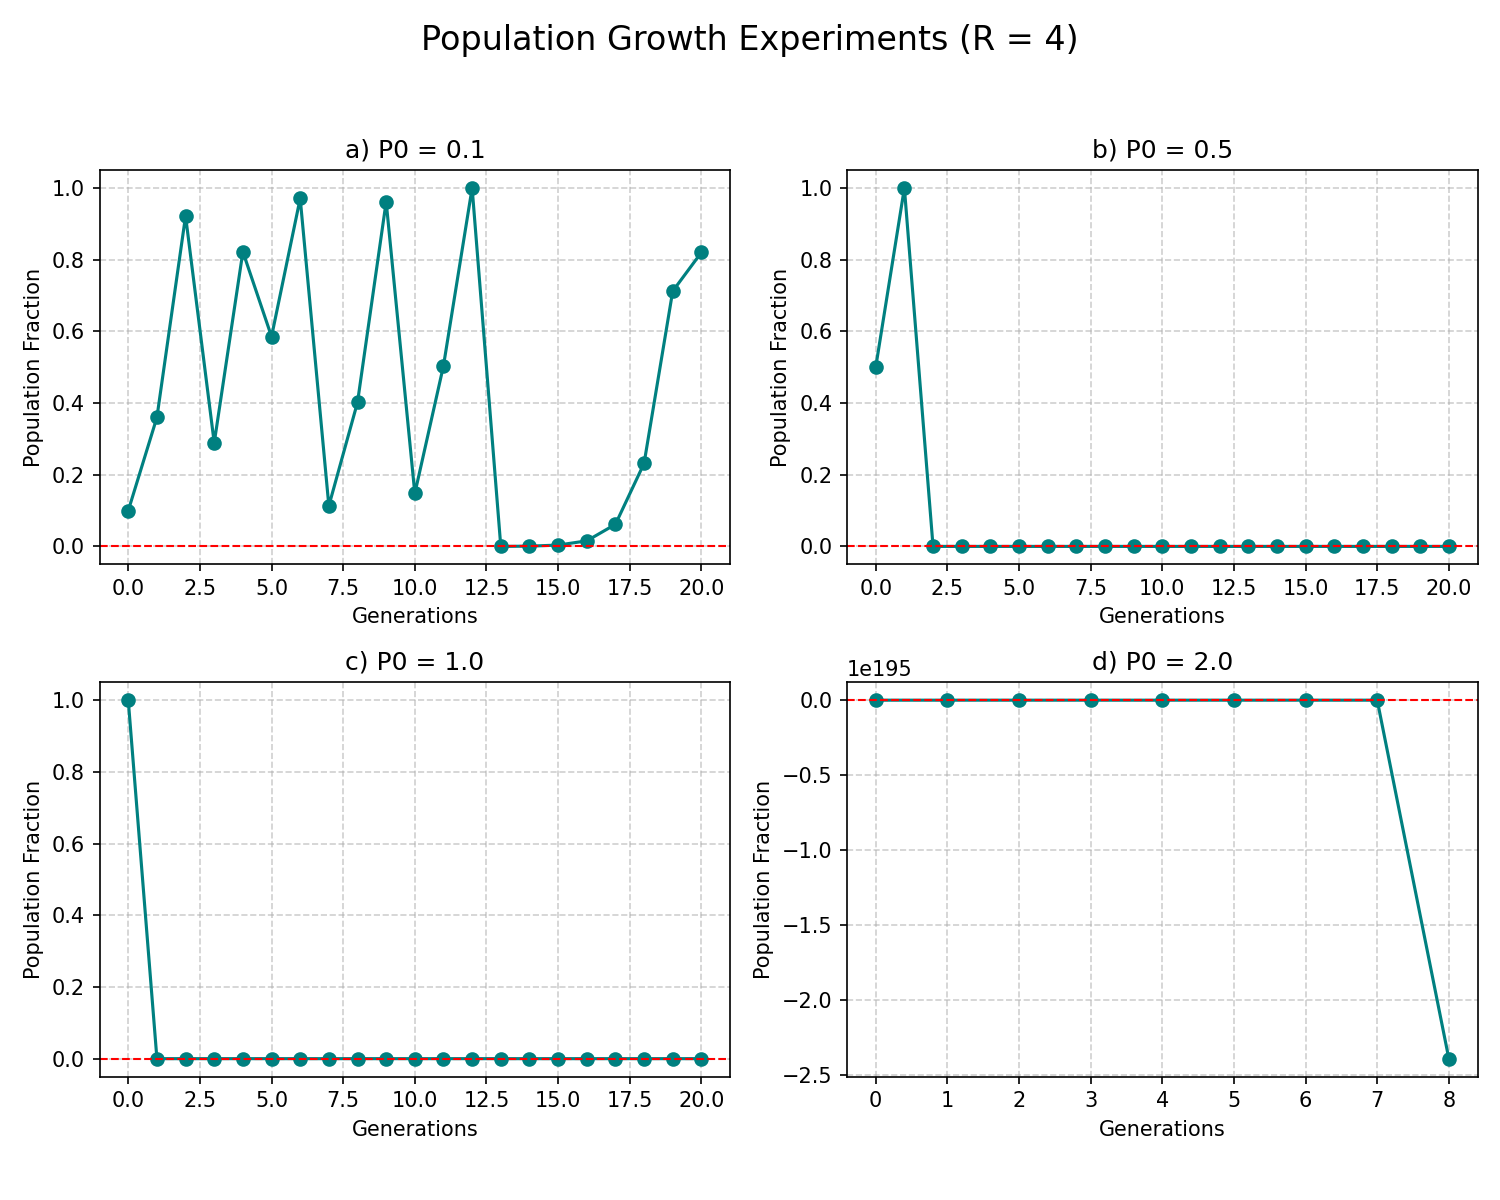 Population Growth Experiments (R = 4)
a) P0 = 0.1
1.0
0.8
0.6
0.4
0.2
0.0
Population Fraction
0.0 2.5 5.0 7.5 10.0 12.5 15.0 17.5 20.0
Generations
b) P0 = 0.5
1.0
0.8
0.6
0.4
0.2
0.0
Population Fraction
0.0 2.5 5.0 7.5 10.0 12.5 15.0 17.5 20.0
Generations
c) P0 = 1.0
1.0
0.8
0.6
0.4
0.2
0.0
Population Fraction
0.0 2.5 5.0 7.5 10.0 12.5 15.0 17.5 20.0
Generations
d) P0 = 2.0
1e195
0.0
−0.5
−1.0
−1.5
−2.0
−2.5
Population Fraction
0 1 2 3 4 5 6 7 8
Generations